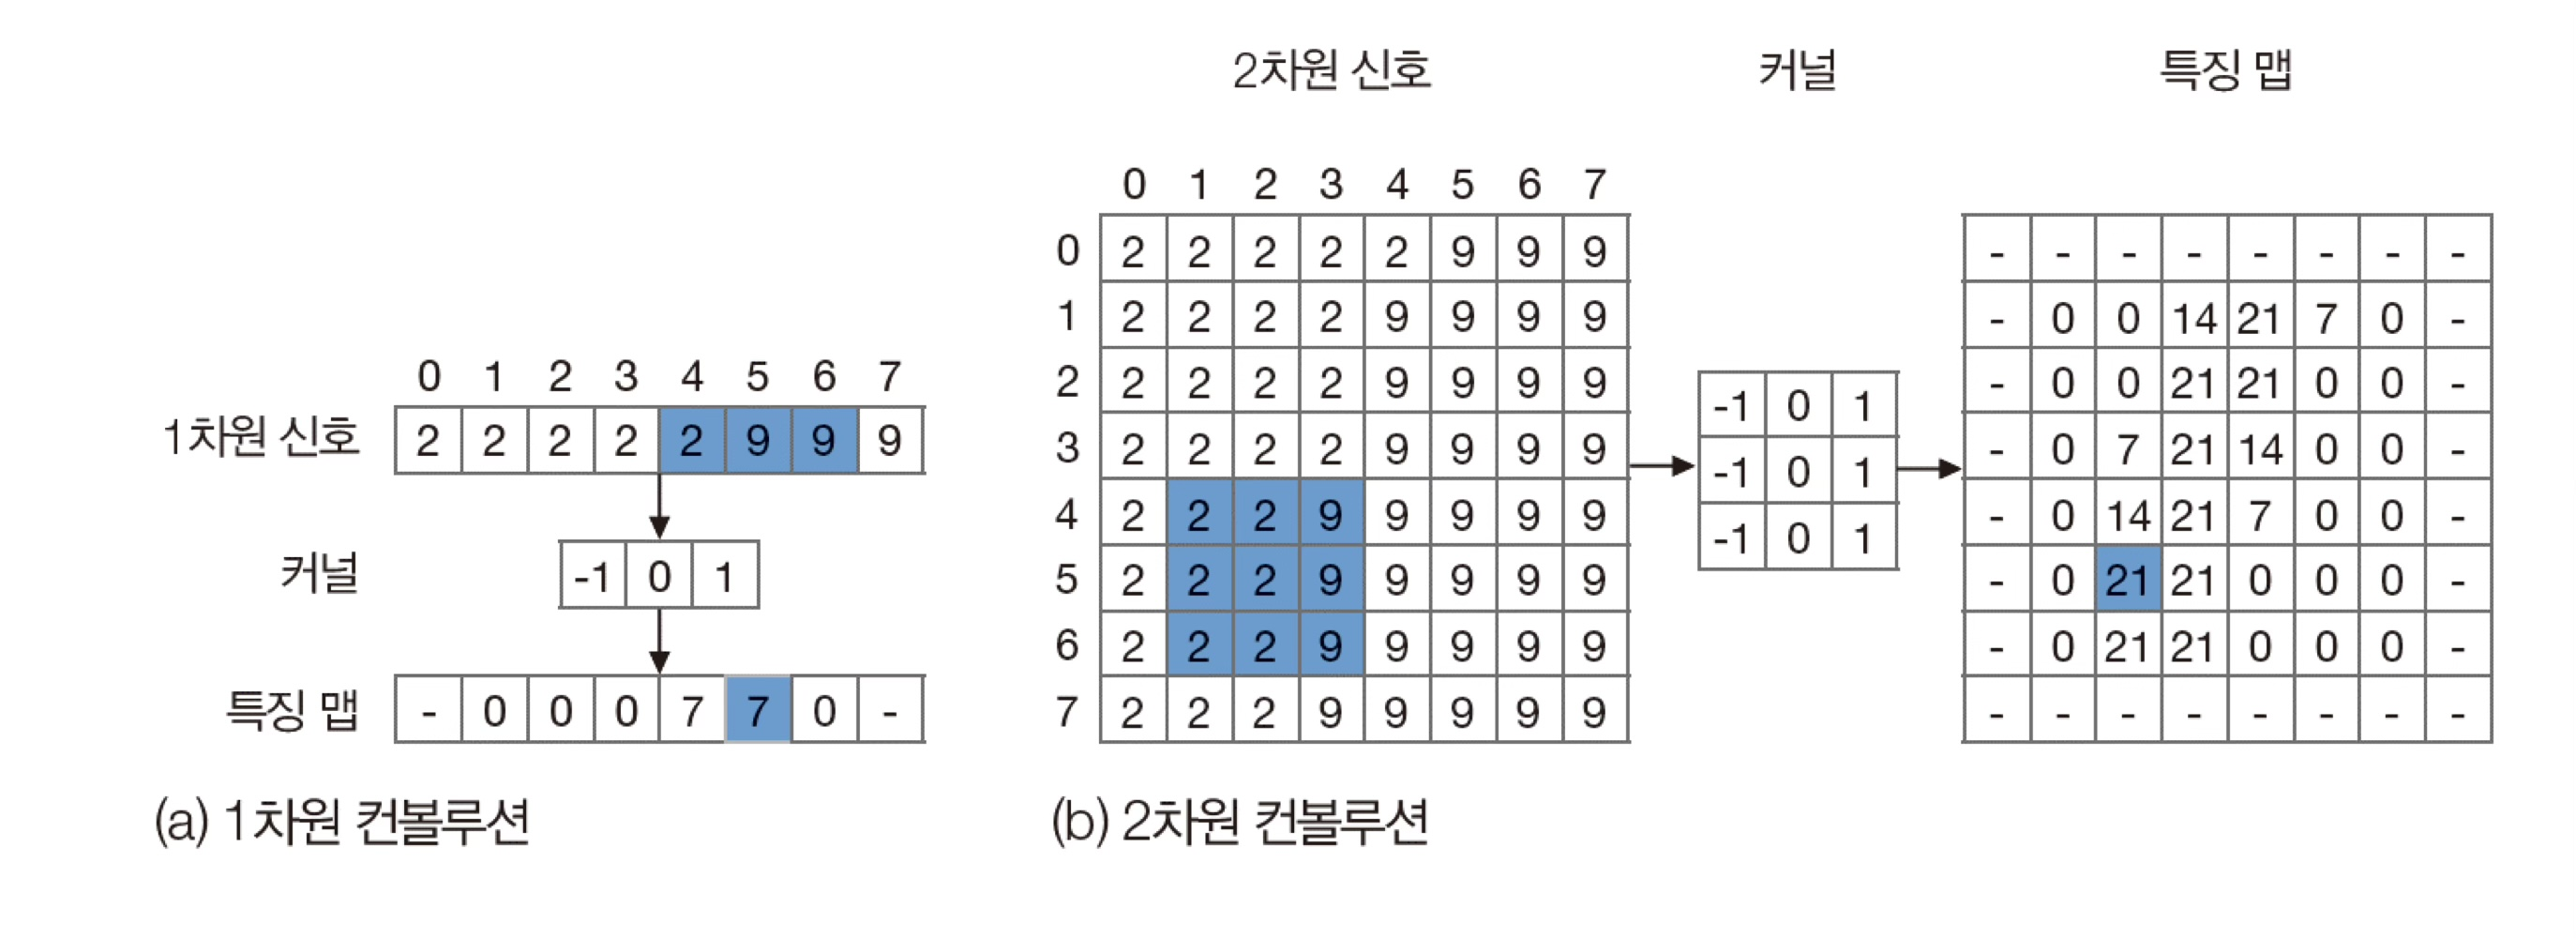 2차원 신호 커널 특징 맵
0 1 2 3 4 5 6 7
1차원 신호 2 2 2 2 2 9 9 9
커널 -1 0 1
특징 맵 - 0 0 0 7 7 0 -
(a) 1차원 컨볼루션
0 1 2 3 4 5 6 7
0 2 2 2 2 2 9 9 9
1 2 2 2 2 9 9 9 9
2 2 2 2 2 9 9 9 9
3 2 2 2 2 9 9 9 9
4 2 2 2 9 9 9 9 9
5 2 2 2 9 9 9 9 9
6 2 2 2 9 9 9 9 9
7 2 2 2 9 9 9 9 9
-1 0 1
-1 0 1
-1 0 1
- - - - - - - -
- 0 0 14 21 7 0 -
- 0 0 21 21 0 0 -
- 0 7 21 14 0 0 -
- 0 14 21 7 0 0 -
- 0 21 21 0 0 0 -
- 0 21 21 0 0 0 -
- - - - - - - -
(b) 2차원 컨볼루션